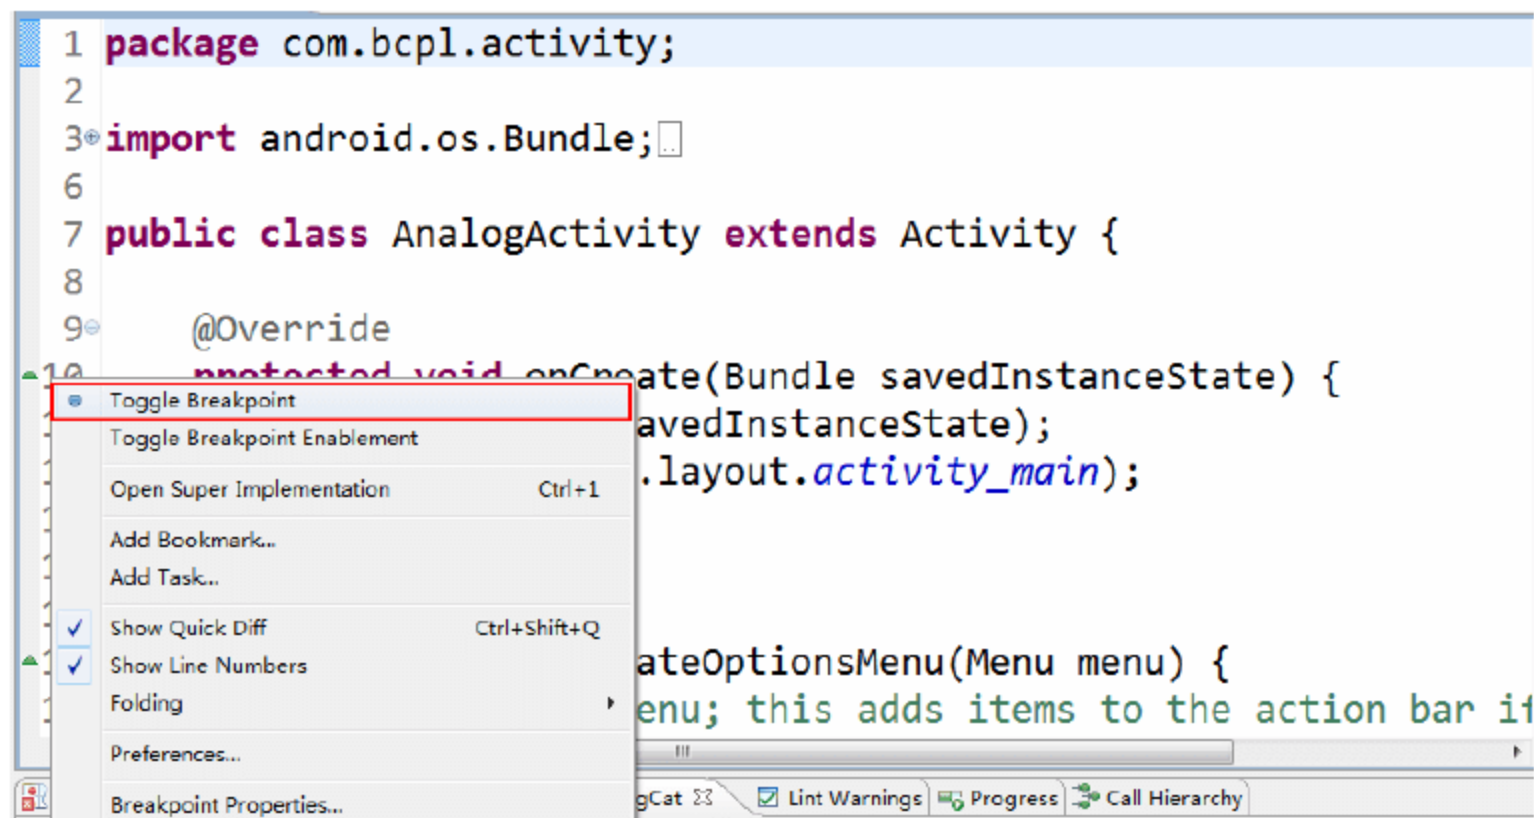 1 package com.bcpl.activity;
2
3 import android.os.Bundle;
6
7 public class AnalogActivity extends Activity {
8
9 @Override
10 protected void onCreate(Bundle savedInstanceState) {
Toggle Breakpoint
avedInstanceState);
Toggle Breakpoint Enablement
.layout.activity_main);
Open Super Implementation Ctrl+1
Add Bookmark...
Add Task...
Show Quick Diff Ctrl+Shift+Q
Show Line Numbers
ateOptionsMenu(Menu menu) {
Folding
enu; this adds items to the action bar if
Preferences...
Breakpoint Properties...
gCat Lint Warnings Progress Call Hierarchy